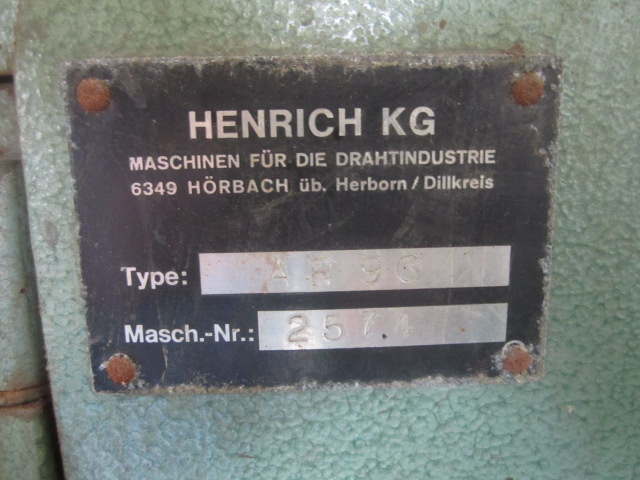 HENRICH KG
MASCHINEN FÜR DIE DRAHTINDUSTRIE
6349 HÖRBACH üb. Herborn / Dillkreis
Type:
Masch.-Nr.: